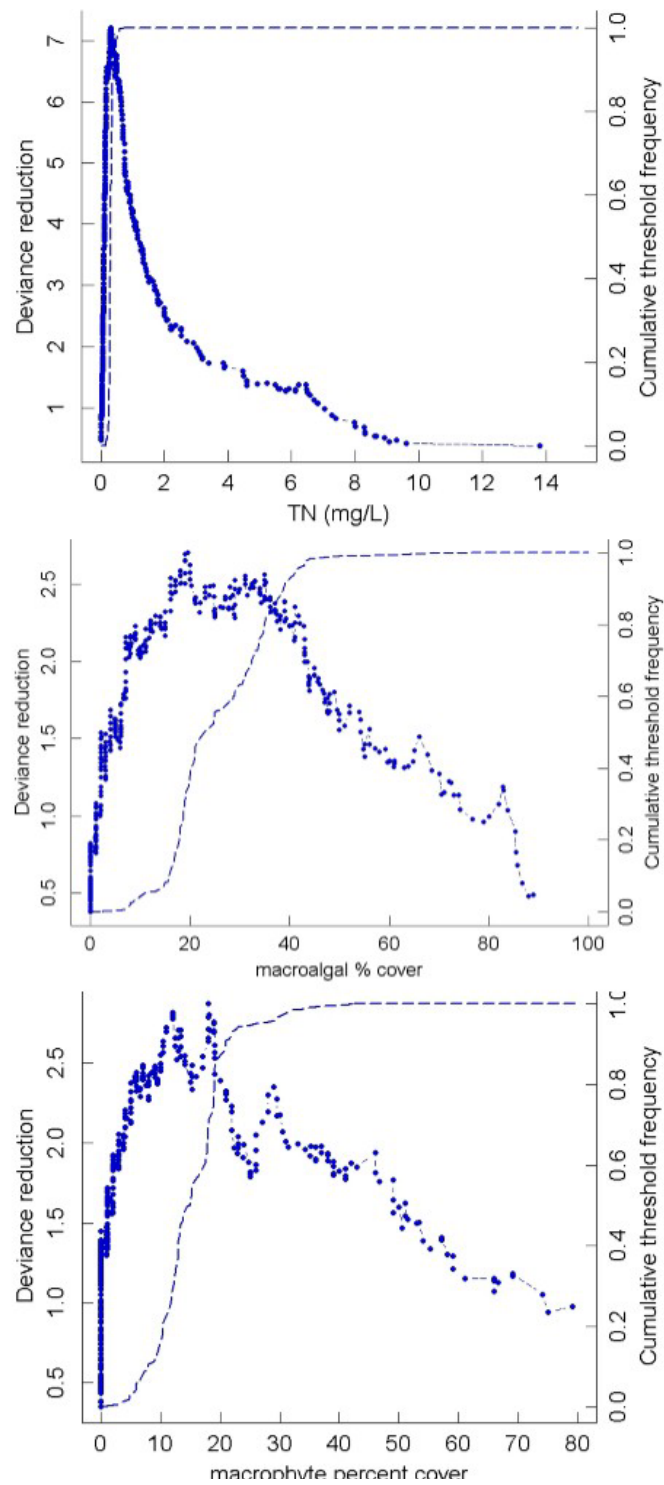 7
6
5
4
3
2
1
Deviance reduction
0 2 4 6 8 10 12 14
TN (mg/L)
0.0 0.2 0.4 0.6 0.8 1.0
Cumulative threshold frequency
2.5
2.0
1.5
1.0
0.5
Deviance reduction
0 20 40 60 80 100
macroalgal % cover
0.0 0.2 0.4 0.6 0.8 1.0
Cumulative threshold frequency
2.5
2.0
1.5
1.0
0.5
Deviance reduction
0 10 20 30 40 50 60 70 80
macrophyte percent cover
0.0 0.2 0.4 0.6 0.8 1.0
Cumulative threshold frequency